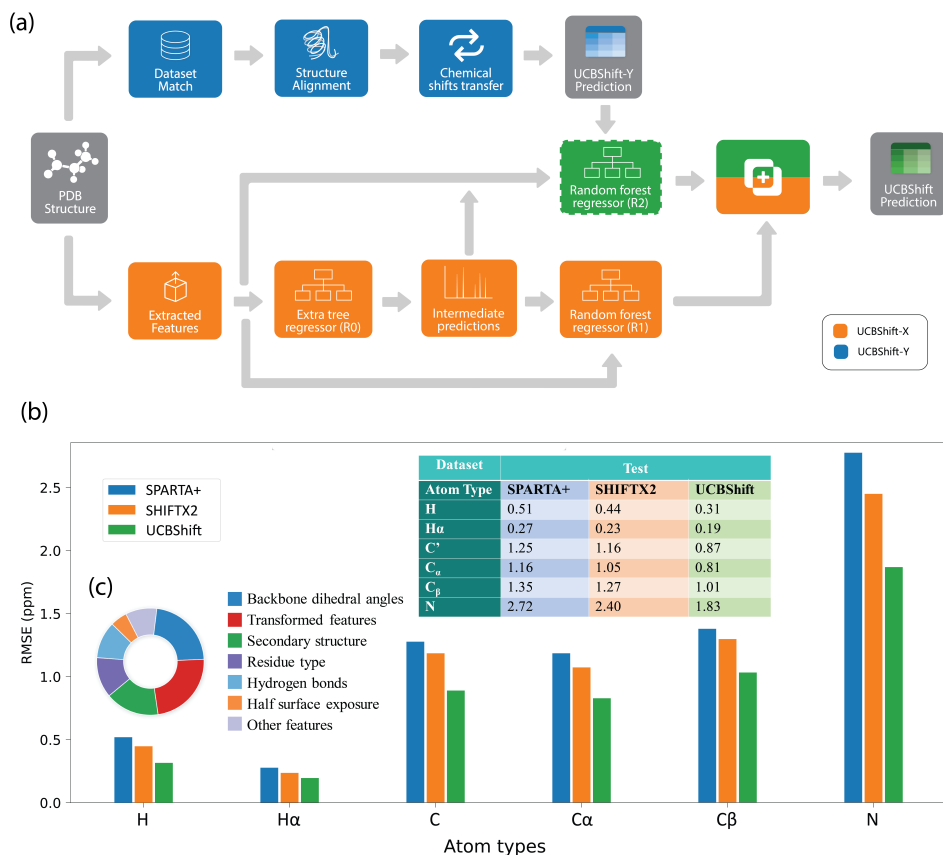 (a)
Dataset
Match
Structure
Alignment
Chemical
shifts transfer
UCBShift-Y
Prediction
PDB
Structure
Random forest
regressor (R2)
UCBShift
Prediction
Extracted
Features
Extra tree
regressor (R0)
Intermediate
predictions
Random forest
regressor (R1)
UCBShift-X
UCBShift-Y
(b)
RMSE (ppm)
2.5
2.0
1.5
1.0
0.5
0.0
SPARTA+
SHIFTX2
UCBShift
Dataset Test
Atom Type SPARTA+ SHIFTX2 UCBShift
H 0.51 0.44 0.31
Hα 0.27 0.23 0.19
C’ 1.25 1.16 0.87
Cα 1.16 1.05 0.81
Cβ 1.35 1.27 1.01
N 2.72 2.40 1.83
(c)
Backbone dihedral angles
Transformed features
Secondary structure
Residue type
Hydrogen bonds
Half surface exposure
Other features
H Hα C Cα Cβ N
Atom types